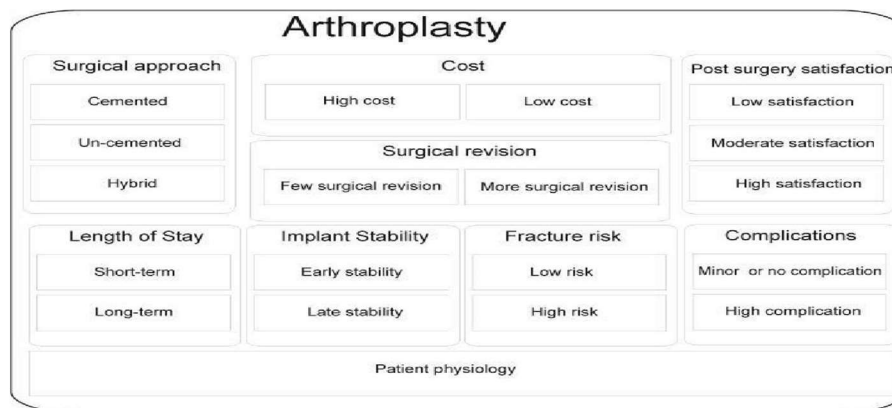 Arthroplasty
Surgical approach
Cemented
Un-cemented
Hybrid
Cost
High cost
Low cost
Surgical revision
Few surgical revision
More surgical revision
Post surgery satisfaction
Low satisfaction
Moderate satisfaction
High satisfaction
Length of Stay
Short-term
Long-term
Implant Stability
Early stability
Late stability
Fracture risk
Low risk
High risk
Complications
Minor or no complication
High complication
Patient physiology